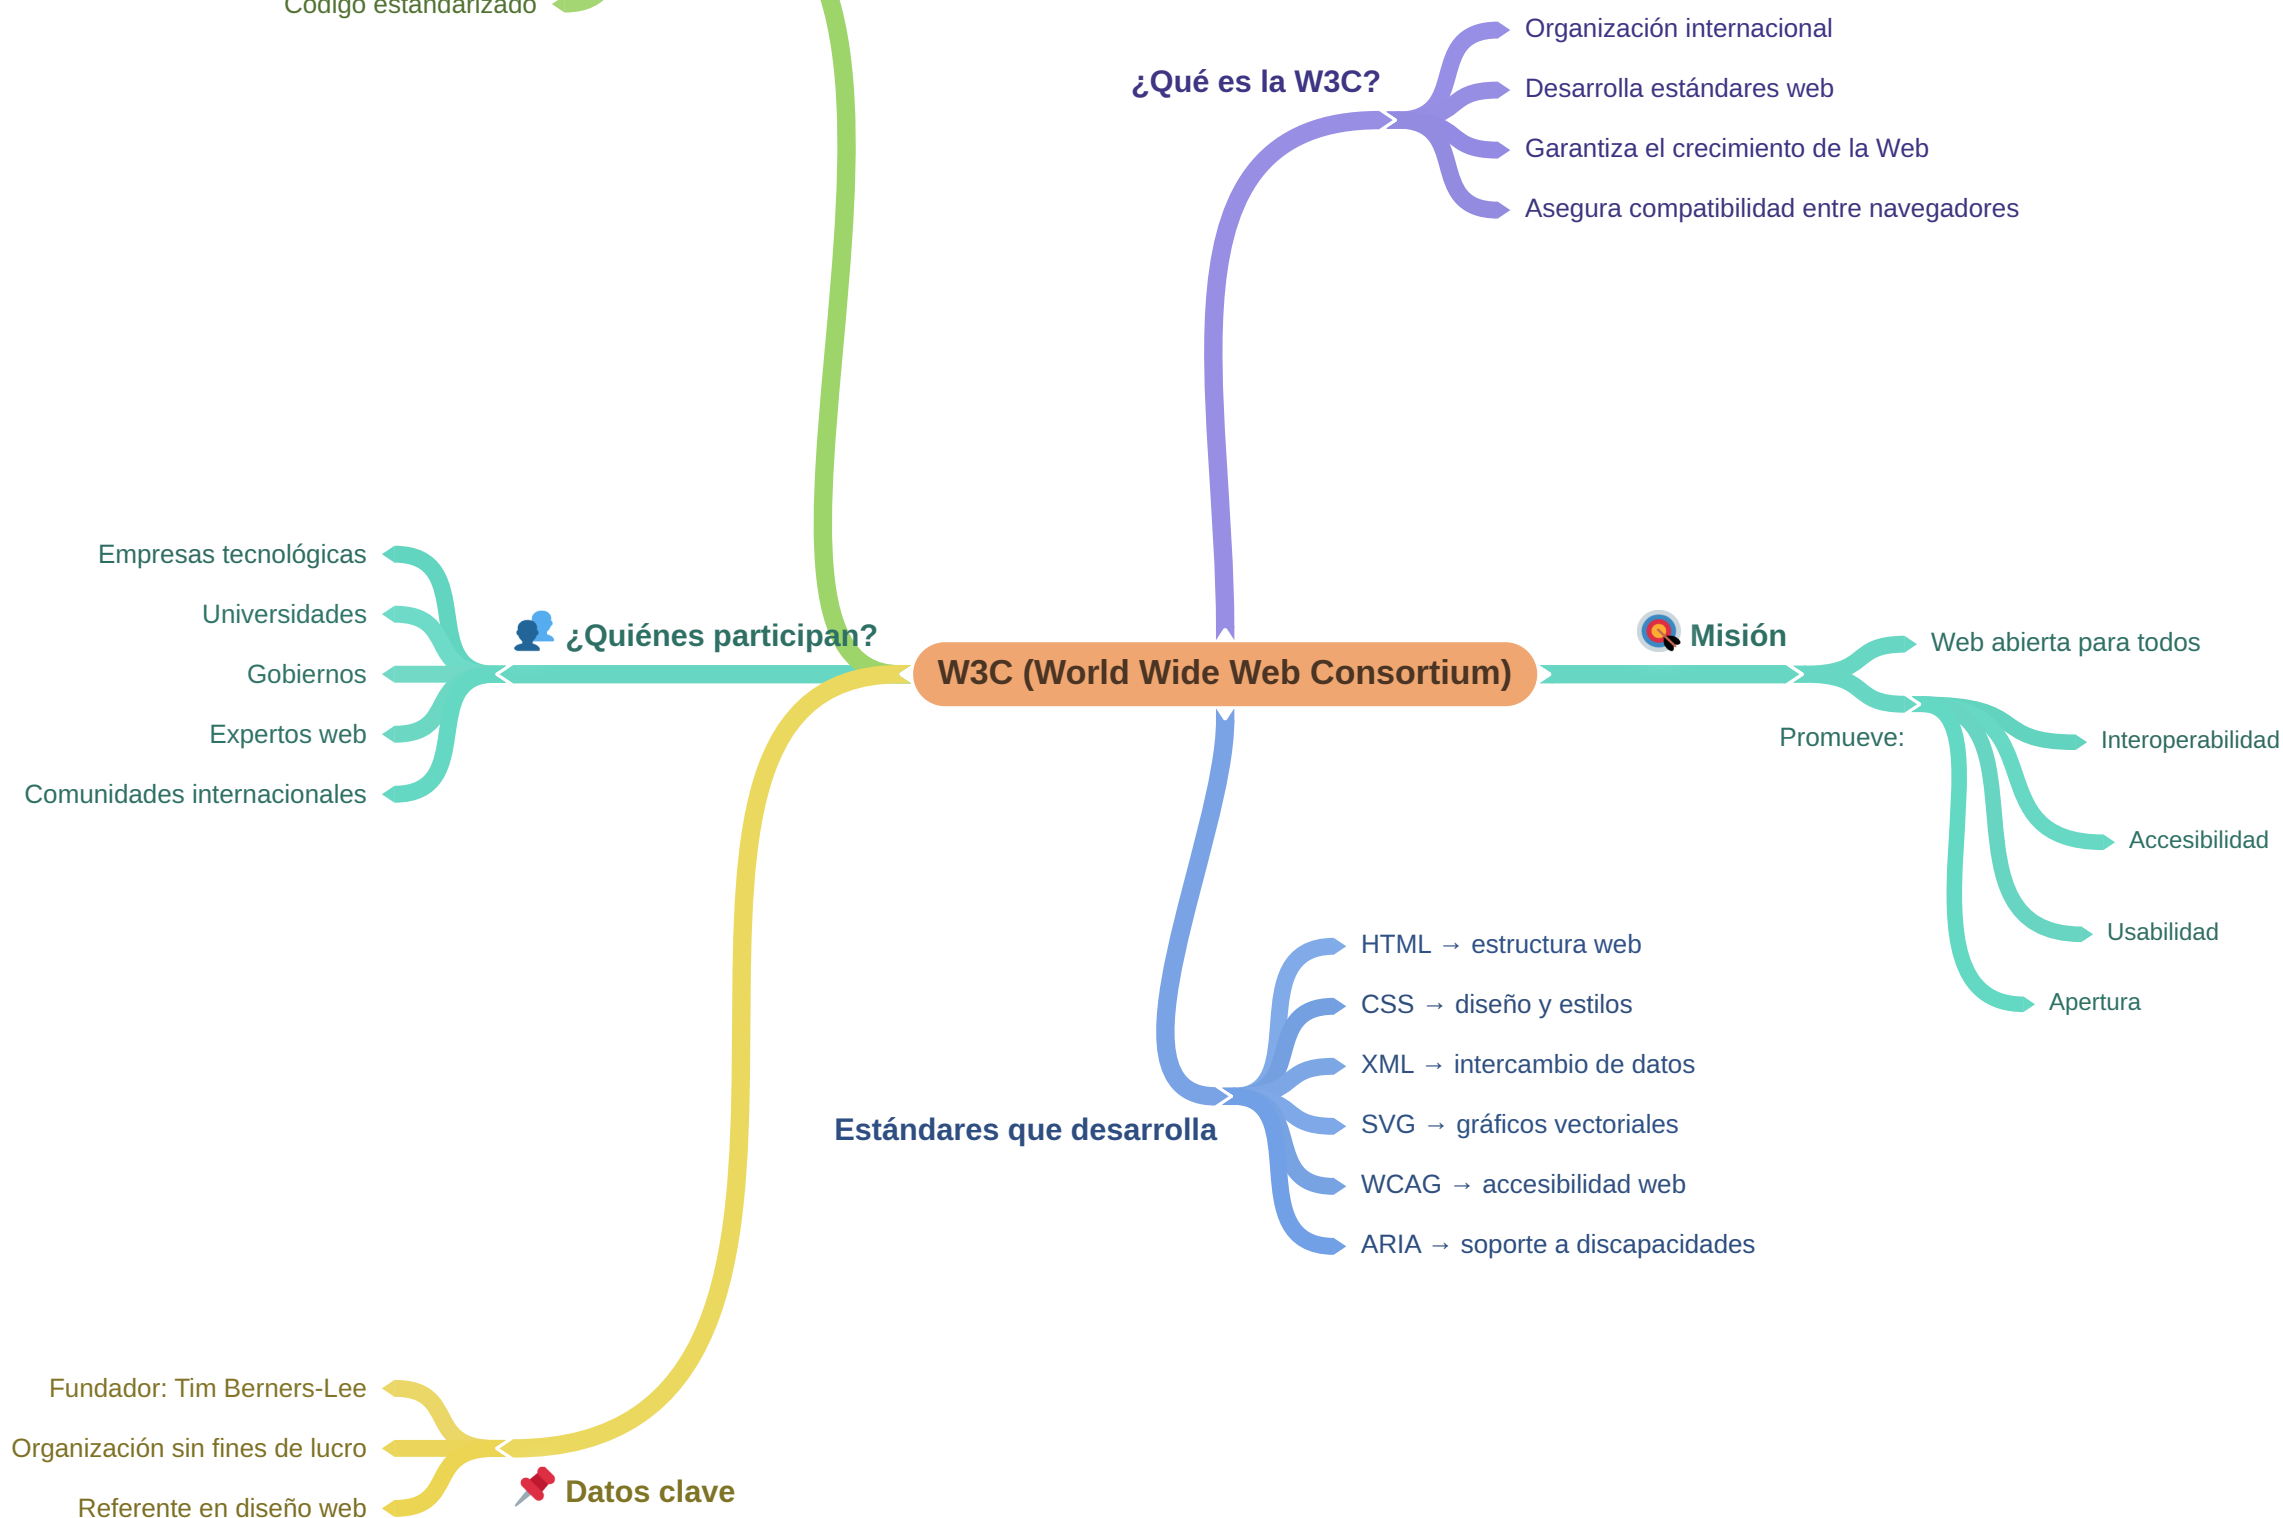 Código estandarizado
¿Qué es la W3C?
Organización internacional
Desarrolla estándares web
Garantiza el crecimiento de la Web
Asegura compatibilidad entre navegadores
Empresas tecnológicas
Universidades
Gobiernos
Expertos web
Comunidades internacionales
¿Quiénes participan?
W3C (World Wide Web Consortium)
Misión
Web abierta para todos
Promueve:
Interoperabilidad
Accesibilidad
Usabilidad
Apertura
Estándares que desarrolla
HTML → estructura web
CSS → diseño y estilos
XML → intercambio de datos
SVG → gráficos vectoriales
WCAG → accesibilidad web
ARIA → soporte a discapacidades
Fundador: Tim Berners-Lee
Organización sin fines de lucro
Referente en diseño web
Datos clave